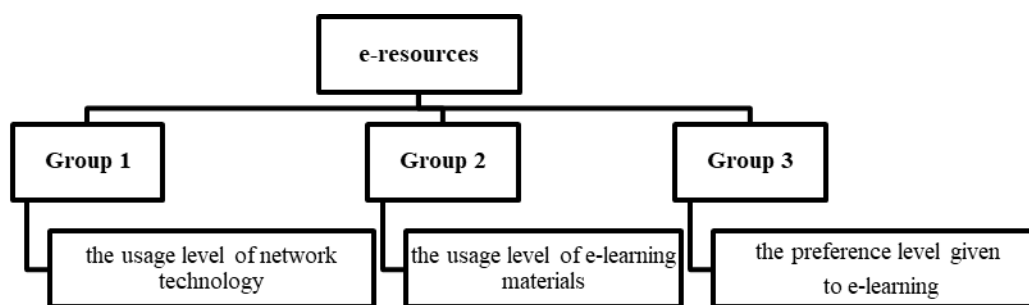 e-resources
Group 1
Group 2
Group 3
the usage level of network
technology
the usage level of e-learning
materials
the preference level given
to e-learning